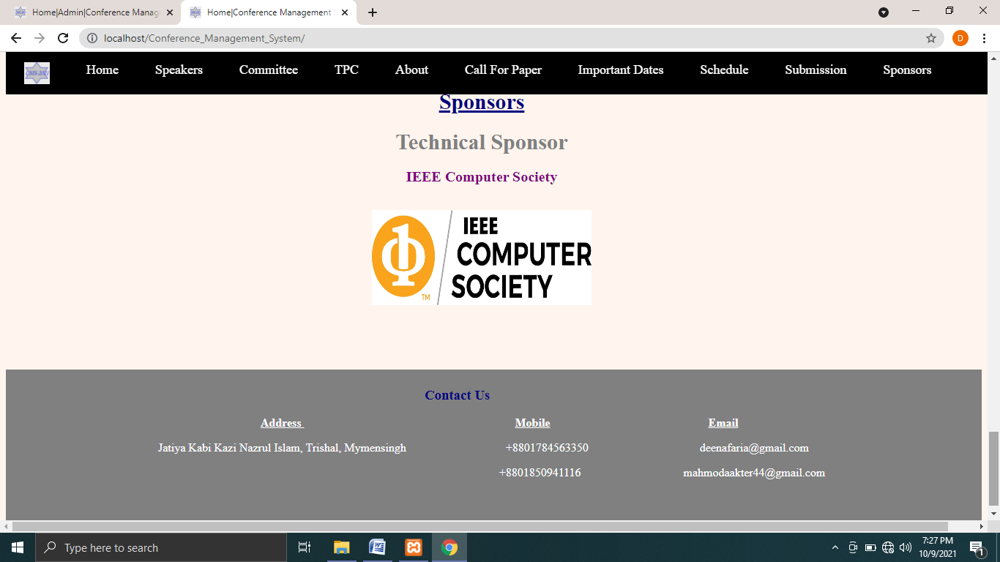 Home|Admin|Conference Manag
Home|Conference Management
localhost/Conference_Management_System/
D
Home Speakers Committee TPC About Call For Paper Important Dates Schedule Submission Sponsors
Sponsors
Technical Sponsor
IEEE Computer Society
IEEE
COMPUTER
SOCIETY
TM
Contact Us
Address Mobile Email
Jatiya Kabi Kazi Nazrul Islam, Trishal, Mymensingh +8801784563350 deenafaria@gmail.com
+8801850941116 mahmodaakter44@gmail.com
Type here to search
7:27 PM
10/9/2021
1